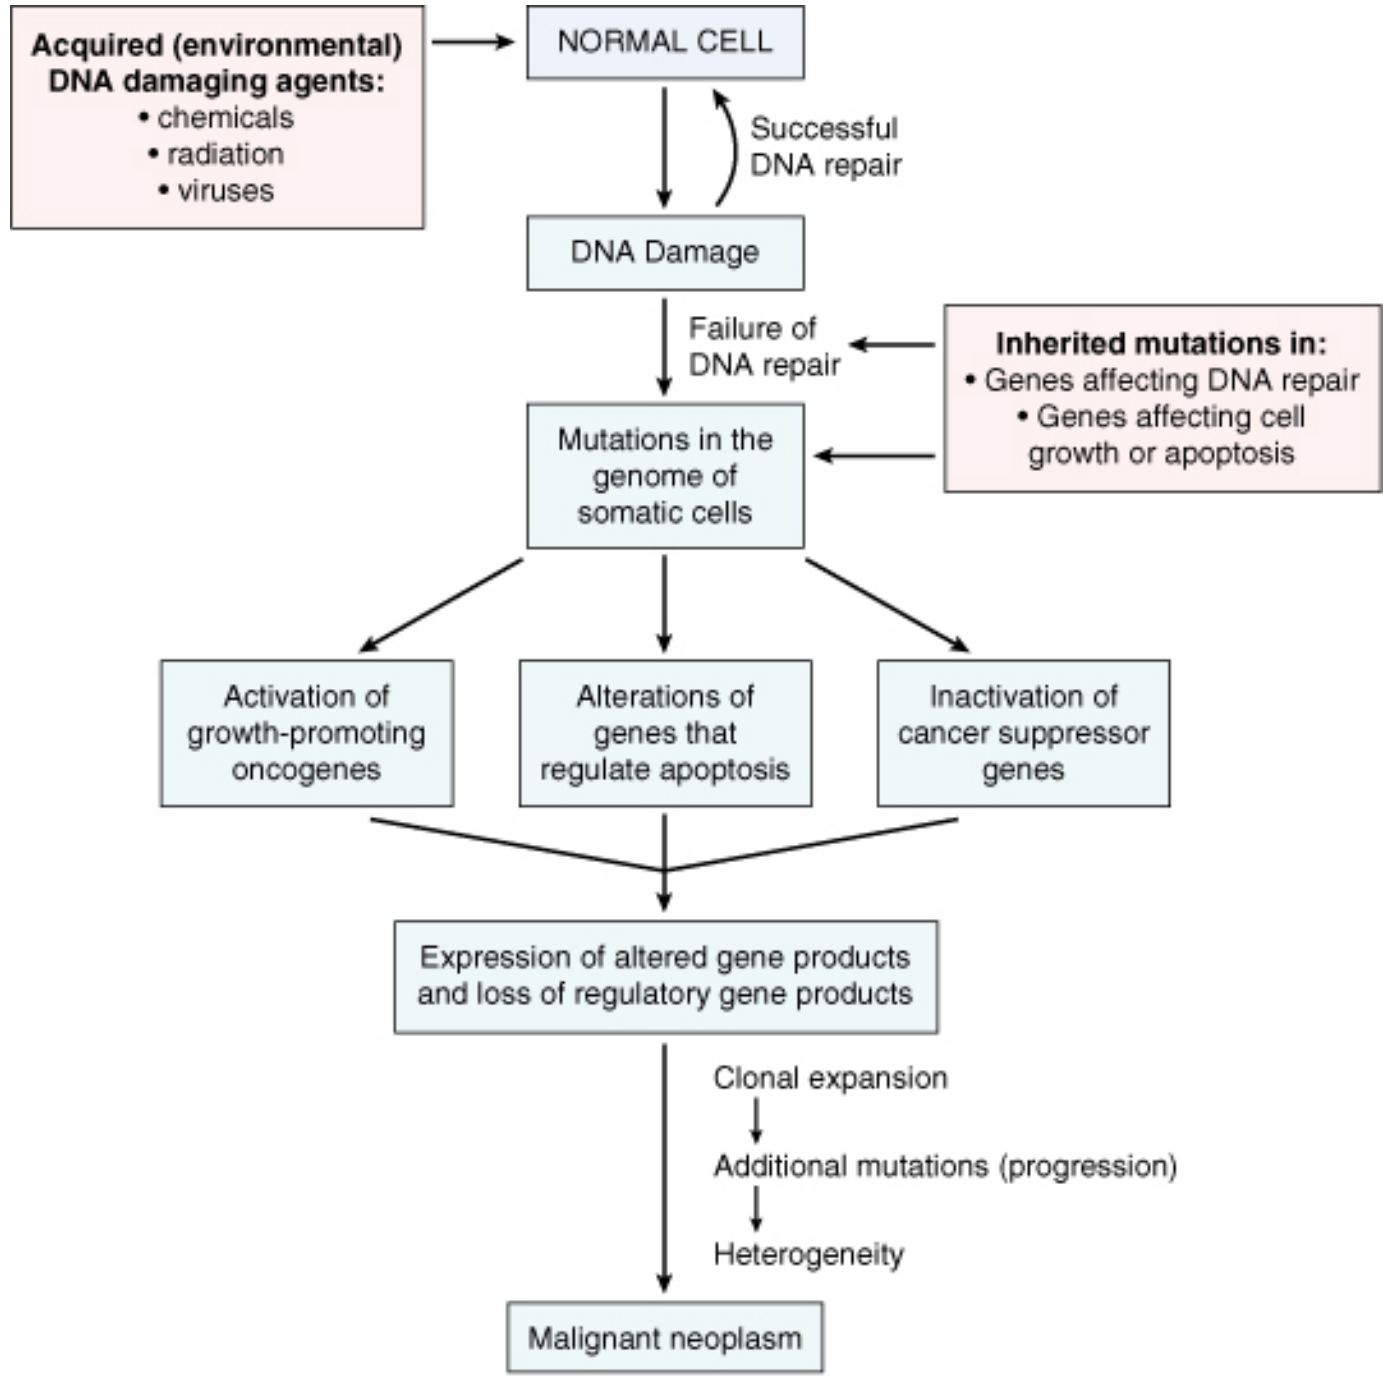 Acquired (environmental)
DNA damaging agents:
• chemicals
• radiation
• viruses
NORMAL CELL
Successful
DNA repair
DNA Damage
Failure of
DNA repair
Inherited mutations in:
• Genes affecting DNA repair
• Genes affecting cell
growth or apoptosis
Mutations in the
genome of
somatic cells
Activation of
growth-promoting
oncogenes
Alterations of
genes that
regulate apoptosis
Inactivation of
cancer suppressor
genes
Expression of altered gene products
and loss of regulatory gene products
Clonal expansion
Additional mutations (progression)
Heterogeneity
Malignant neoplasm